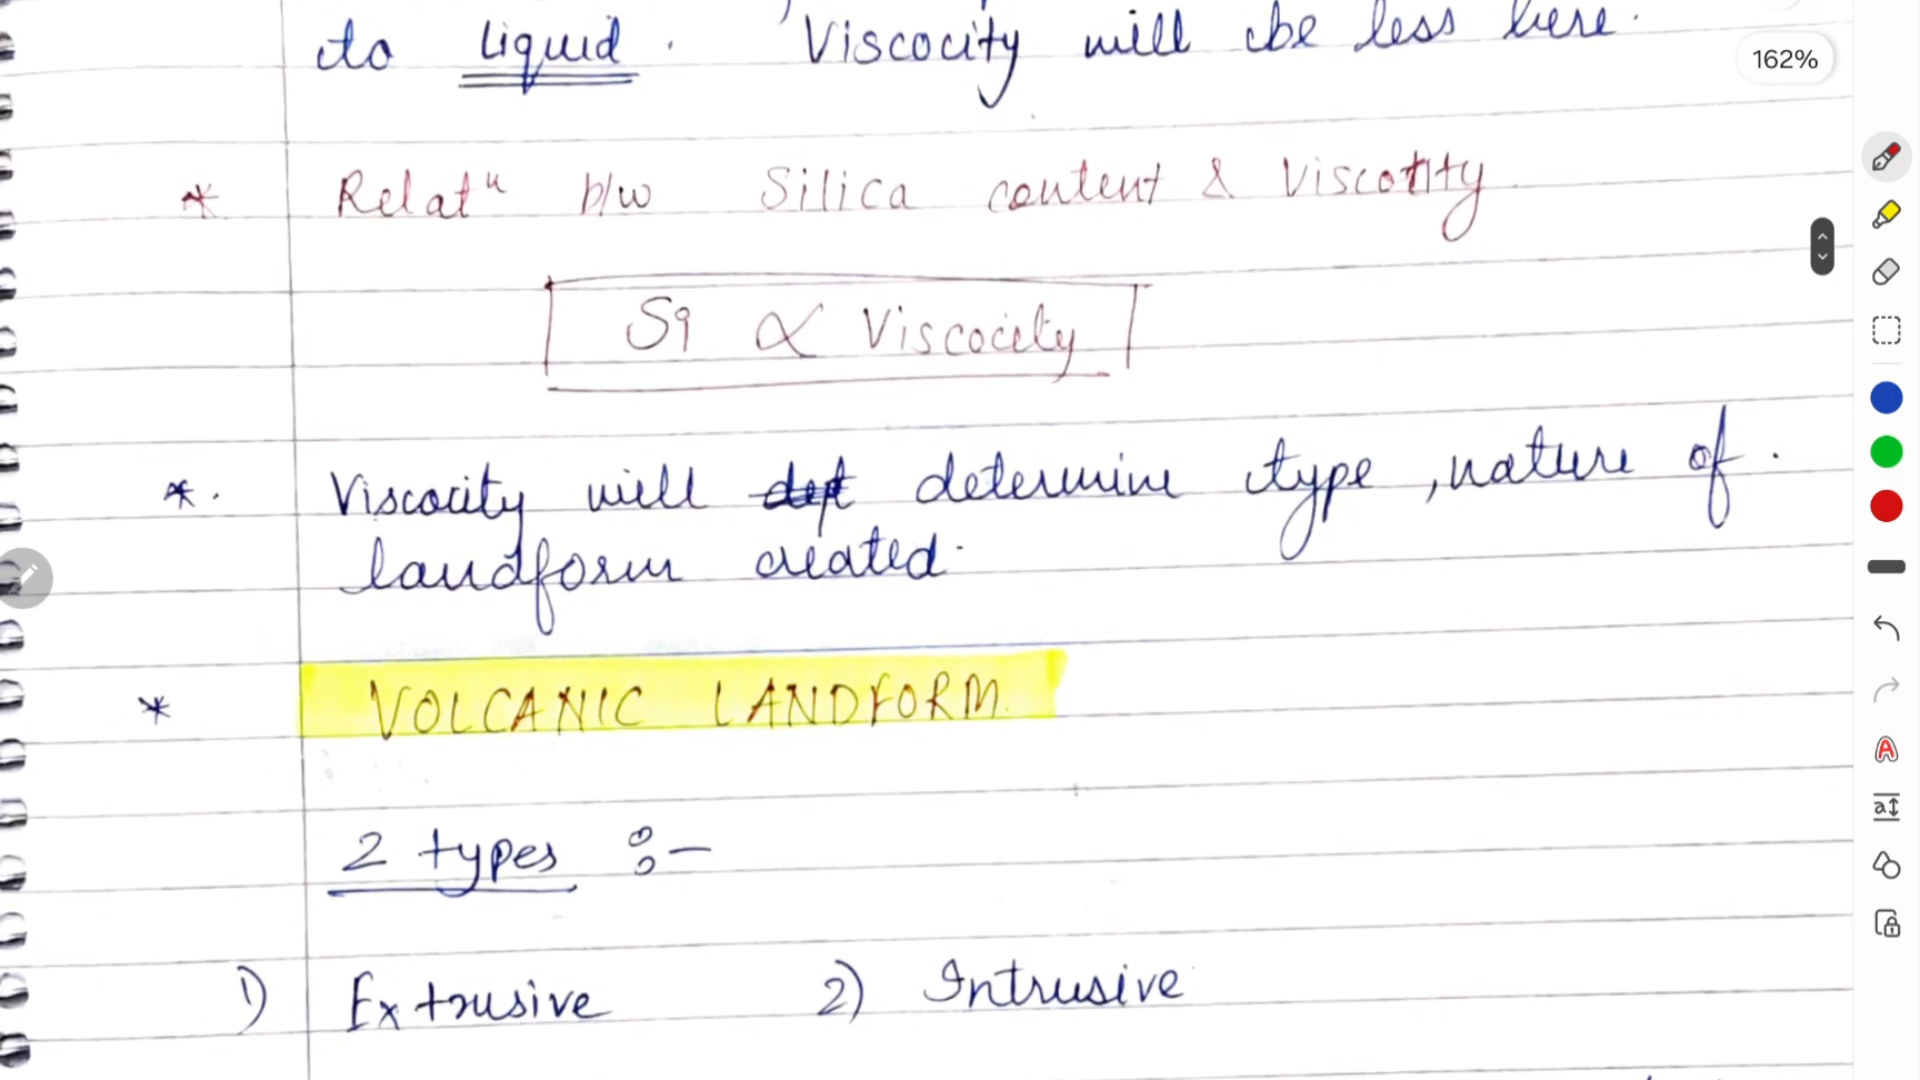 to liquid. Viscocity will be less here.
162%
* Relatn b/w Silica content & Viscotity
Si ∝ Viscocity
*. Viscocity will dept determine type, nature of.
landform created.
* VOLCANIC LANDFORM.
2 types :-
1) Extrusive 2) Intrusive